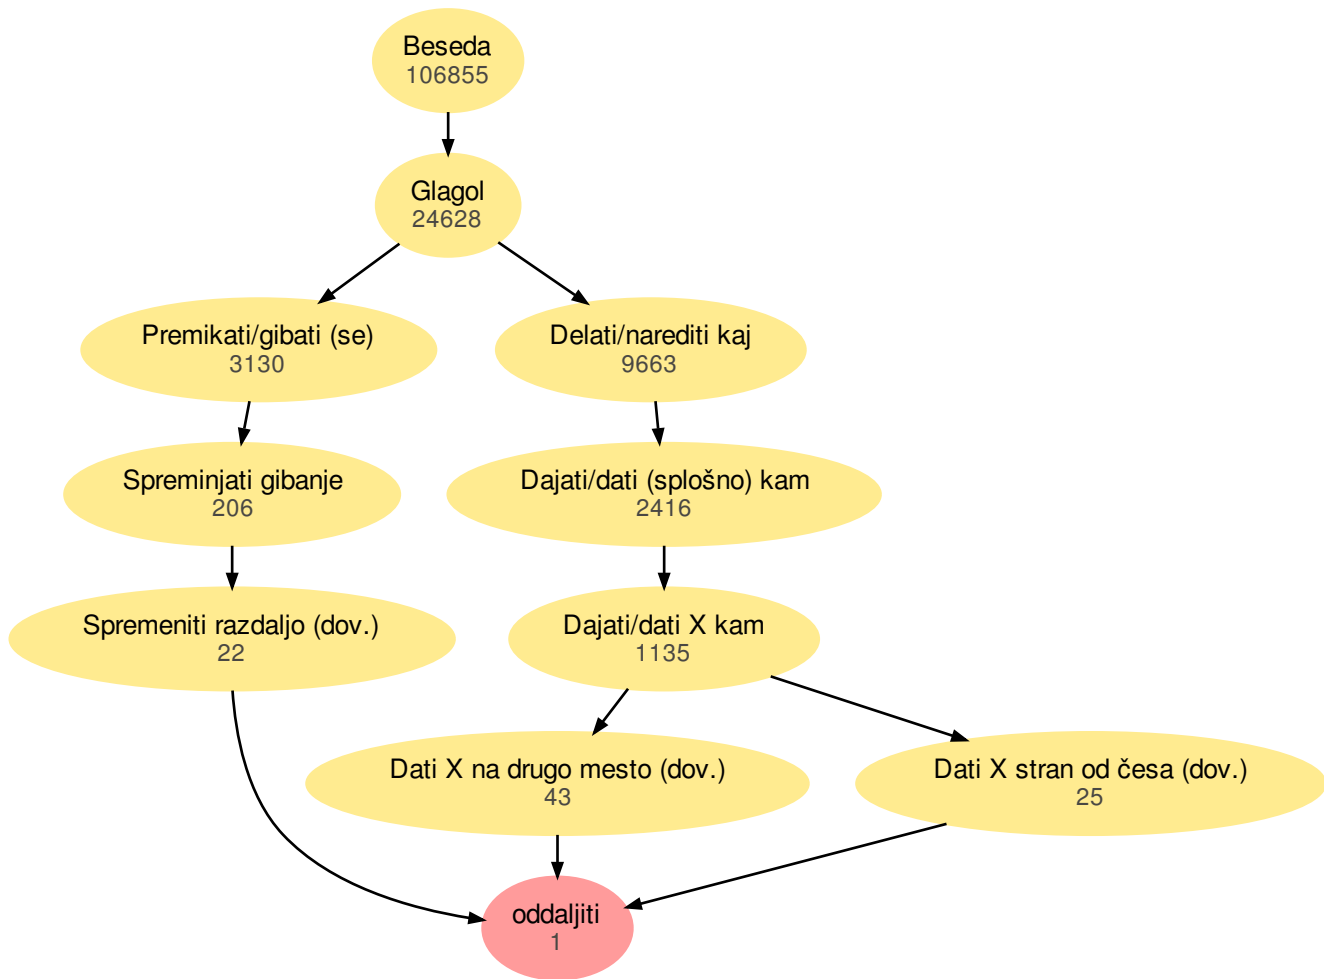 Beseda
106855
Glagol
24628
Premikati/gibati (se)
3130
Delati/narediti kaj
9663
Spreminjati gibanje
206
Dajati/dati (splošno) kam
2416
Spremeniti razdaljo (dov.)
22
Dajati/dati X kam
1135
Dati X na drugo mesto (dov.)
43
Dati X stran od česa (dov.)
25
oddaljiti
1